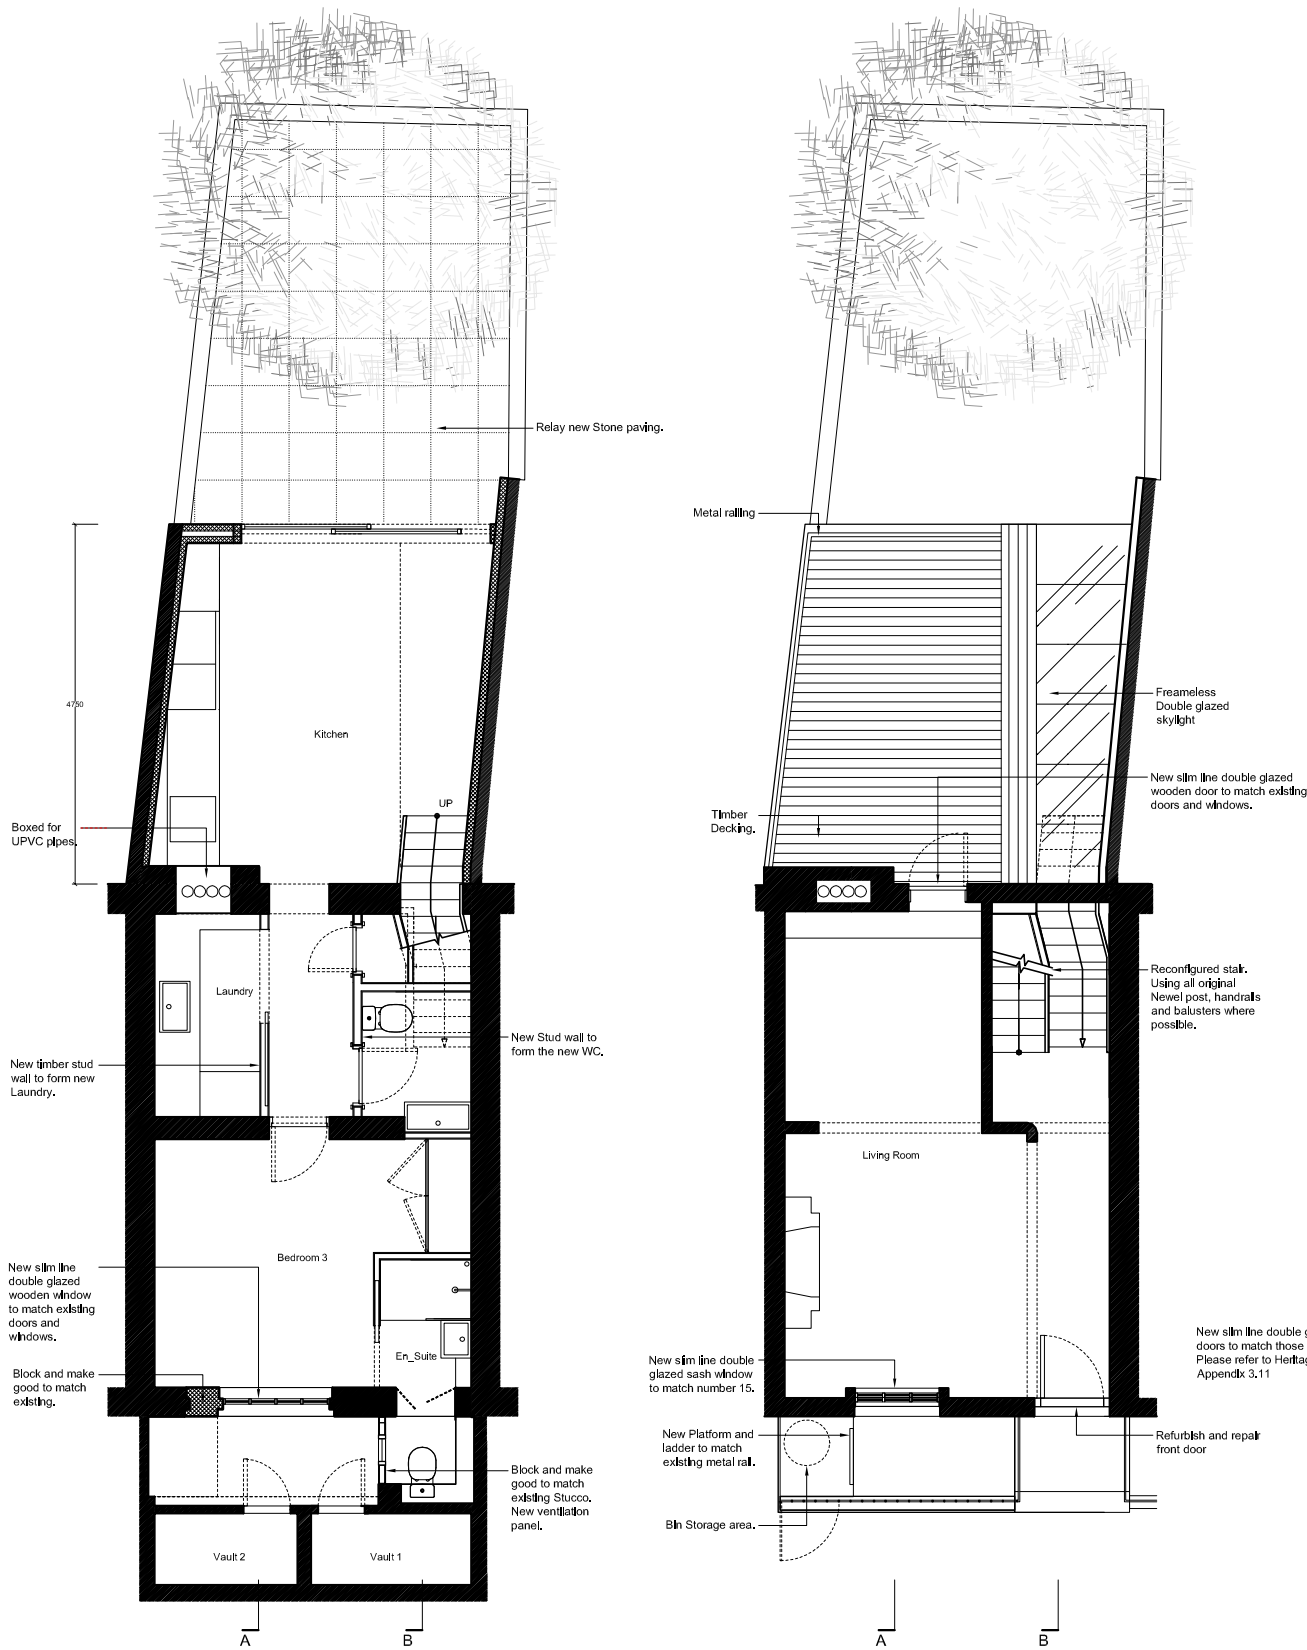 Relay new Stone paving.
4750
Kitchen
UP
Boxed for
UPVC pipes.
Laundry
New Stud wall to
form the new WC.
New timber stud
wall to form new
Laundry.
Bedroom 3
New slim line
double glazed
wooden window
to match existing
doors and
windows.
En_Suite
Block and make
good to match
existing.
Block and make
good to match
existing Stucco.
New ventilation
panel.
Vault 2
Vault 1
A
B
Metal railing
Freameless
Double glazed
skylight
New slim line double glazed
wooden door to match existing
doors and windows.
Timber
Decking.
Reconfigured stair.
Using all original
Newel post, handrails
and balusters where
possible.
Living Room
New slim line double
glazed sash window
to match number 15.
New slim line double g
doors to match those
Please refer to Heritag
Appendix 3.11
New Platform and
ladder to match
existing metal rail.
Refurbish and repair
front door
Bin Storage area.
A
B